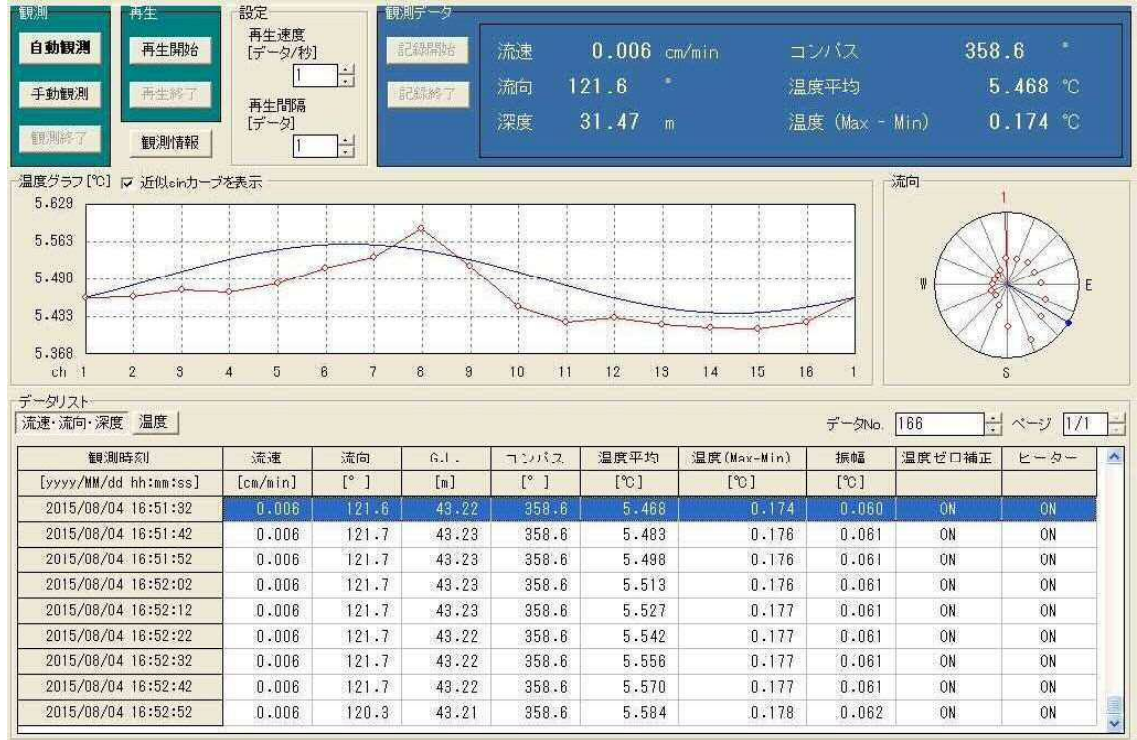 観測
自動観測
手動観測
観測終了
再生
再生開始
再生終了
観測情報
設定
再生速度
[データ/秒]
1
再生間隔
[データ]
1
観測データ
記録開始
記録終了
流速 0.006 cm/min コンパス 358.6 °
流向 121.6 ° 温度平均 5.468 ℃
深度 31.47 m 温度 (Max - Min) 0.174 ℃
温度グラフ[℃] 近似sinカーブを表示
5.629
5.563
5.490
5.433
5.368
ch 1 2 3 4 5 6 7 8 9 10 11 12 13 14 15 16 1
流向
1
W E
S
データリスト
流速・流向・深度 温度 データNo. 166 ページ 1/1
観測時刻 流速 流向 G.L. コンパス 温度平均 温度(Max-Min) 振幅 温度ゼロ補正 ヒーター
[yyyy/MM/dd hh:mm:ss] [cm/min] [° ] [m] [° ] [℃] [℃] [℃]
2015/08/04 16:51:32 0.006 121.6 43.22 358.6 5.468 0.174 0.060 ON ON
2015/08/04 16:51:42 0.006 121.7 43.23 358.6 5.483 0.176 0.061 ON ON
2015/08/04 16:51:52 0.006 121.7 43.23 358.6 5.498 0.176 0.061 ON ON
2015/08/04 16:52:02 0.006 121.7 43.23 358.6 5.513 0.176 0.061 ON ON
2015/08/04 16:52:12 0.006 121.7 43.23 358.6 5.527 0.177 0.061 ON ON
2015/08/04 16:52:22 0.006 121.7 43.22 358.6 5.542 0.177 0.061 ON ON
2015/08/04 16:52:32 0.006 121.7 43.22 358.6 5.556 0.177 0.061 ON ON
2015/08/04 16:52:42 0.006 121.7 43.22 358.6 5.570 0.177 0.061 ON ON
2015/08/04 16:52:52 0.006 120.3 43.21 358.6 5.584 0.178 0.062 ON ON